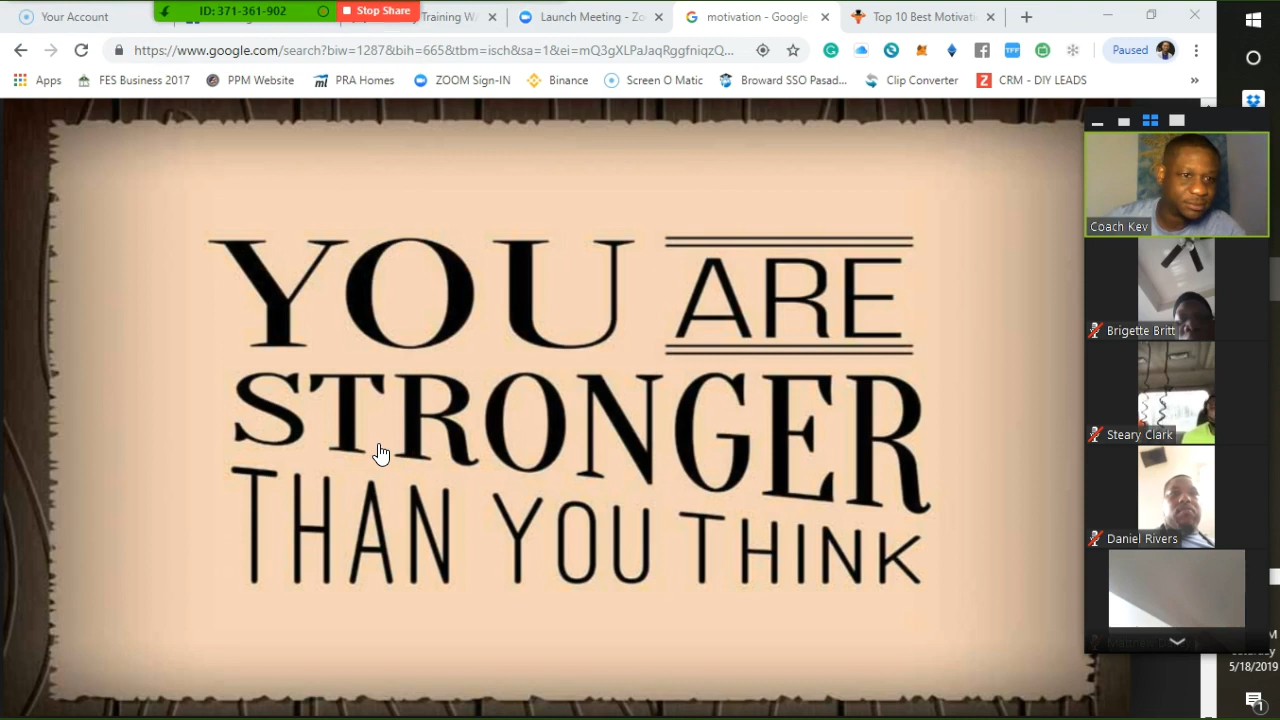 ID: 371-361-902
Stop Share
Your Account
Training W
Launch Meeting - Zo
motivation - Google
Top 10 Best Motivat
https://www.google.com/search?biw=1287&bih=665&tbm=isch&sa=1&ei=mQ3gXLPaJaqRggfniqzQ...
TFF
Paused
Apps
FES Business 2017
PPM Website
PRA Homes
ZOOM Sign-IN
Binance
Screen O Matic
Broward SSO Pasad...
Clip Converter
CRM - DIY LEADS
YOU ARE
STRONGER
THAN YOU THINK
Coach Kev
Brigette Britt
Steary Clark
Daniel Rivers
5/18/2019
1